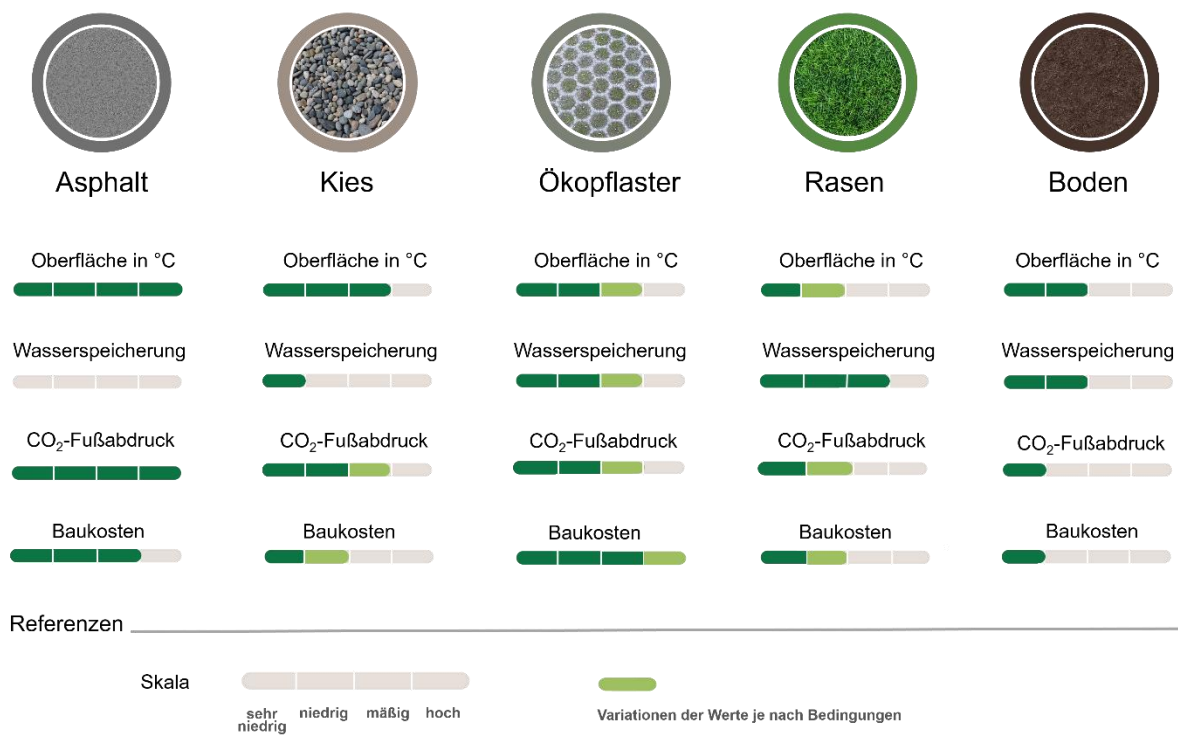 Asphalt
Kies
Ökopflaster
Rasen
Boden
Oberfläche in °C
Oberfläche in °C
Oberfläche in °C
Oberfläche in °C
Oberfläche in °C
Wasserspeicherung
Wasserspeicherung
Wasserspeicherung
Wasserspeicherung
Wasserspeicherung
CO₂-Fußabdruck
CO₂-Fußabdruck
CO₂-Fußabdruck
CO₂-Fußabdruck
CO₂-Fußabdruck
Baukosten
Baukosten
Baukosten
Baukosten
Baukosten
Referenzen
Skala
sehr
niedrig
niedrig
mäßig
hoch
Variationen der Werte je nach Bedingungen